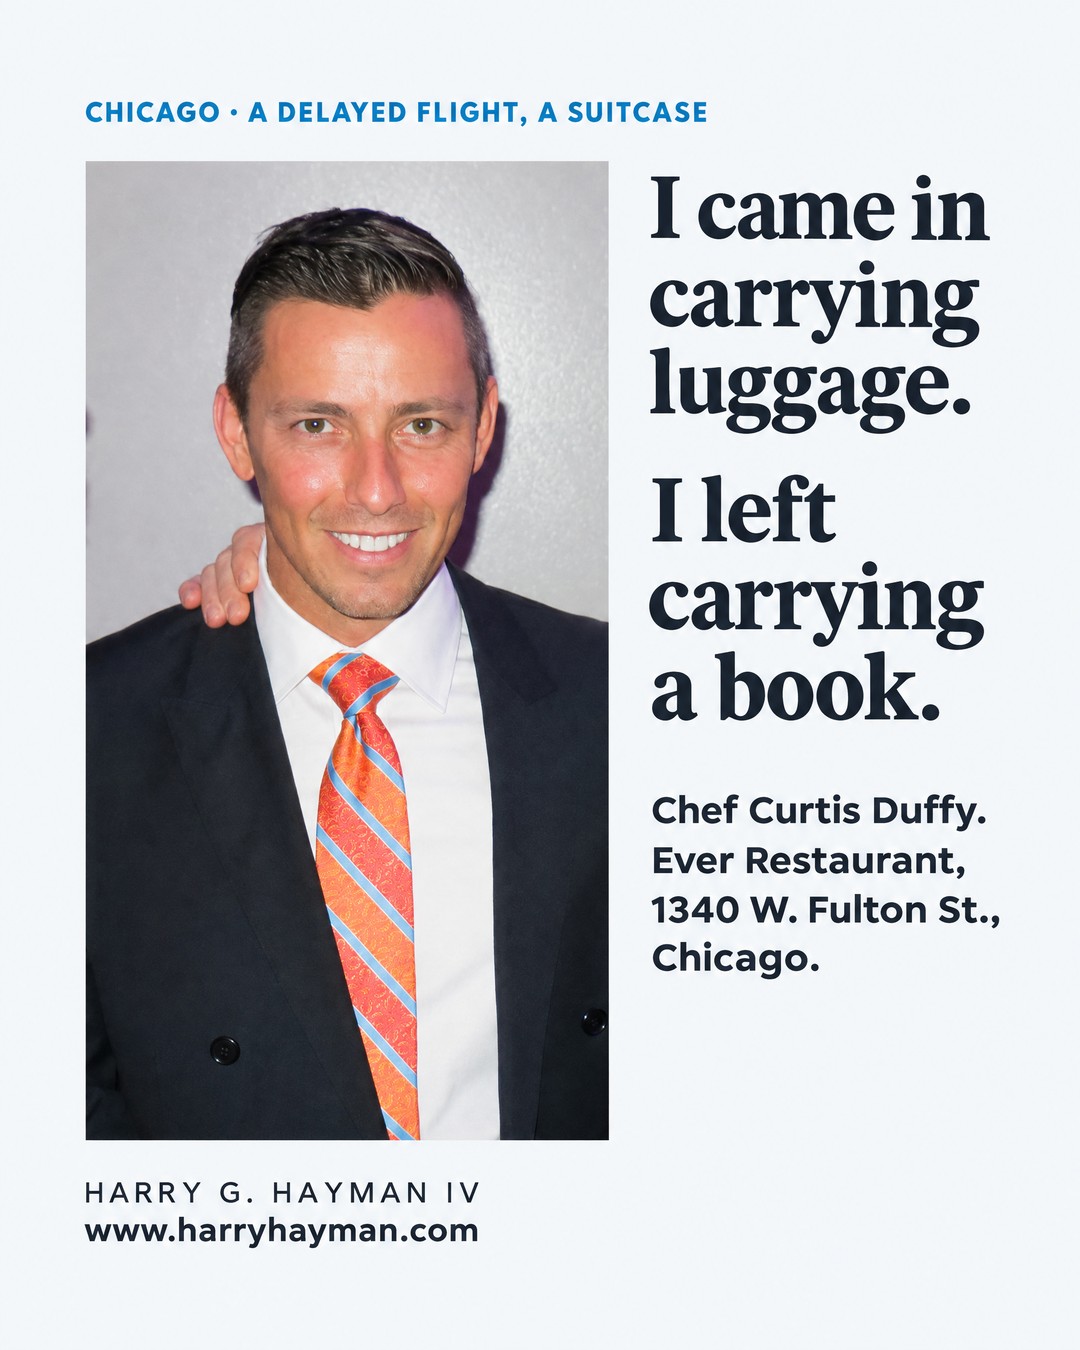 CHICAGO · A DELAYED FLIGHT, A SUITCASE
I came in
carrying
luggage.
I left
carrying
a book.
Chef Curtis Duffy.
Ever Restaurant,
1340 W. Fulton St.,
Chicago.
HARRY G. HAYMAN IV
www.harryhayman.com